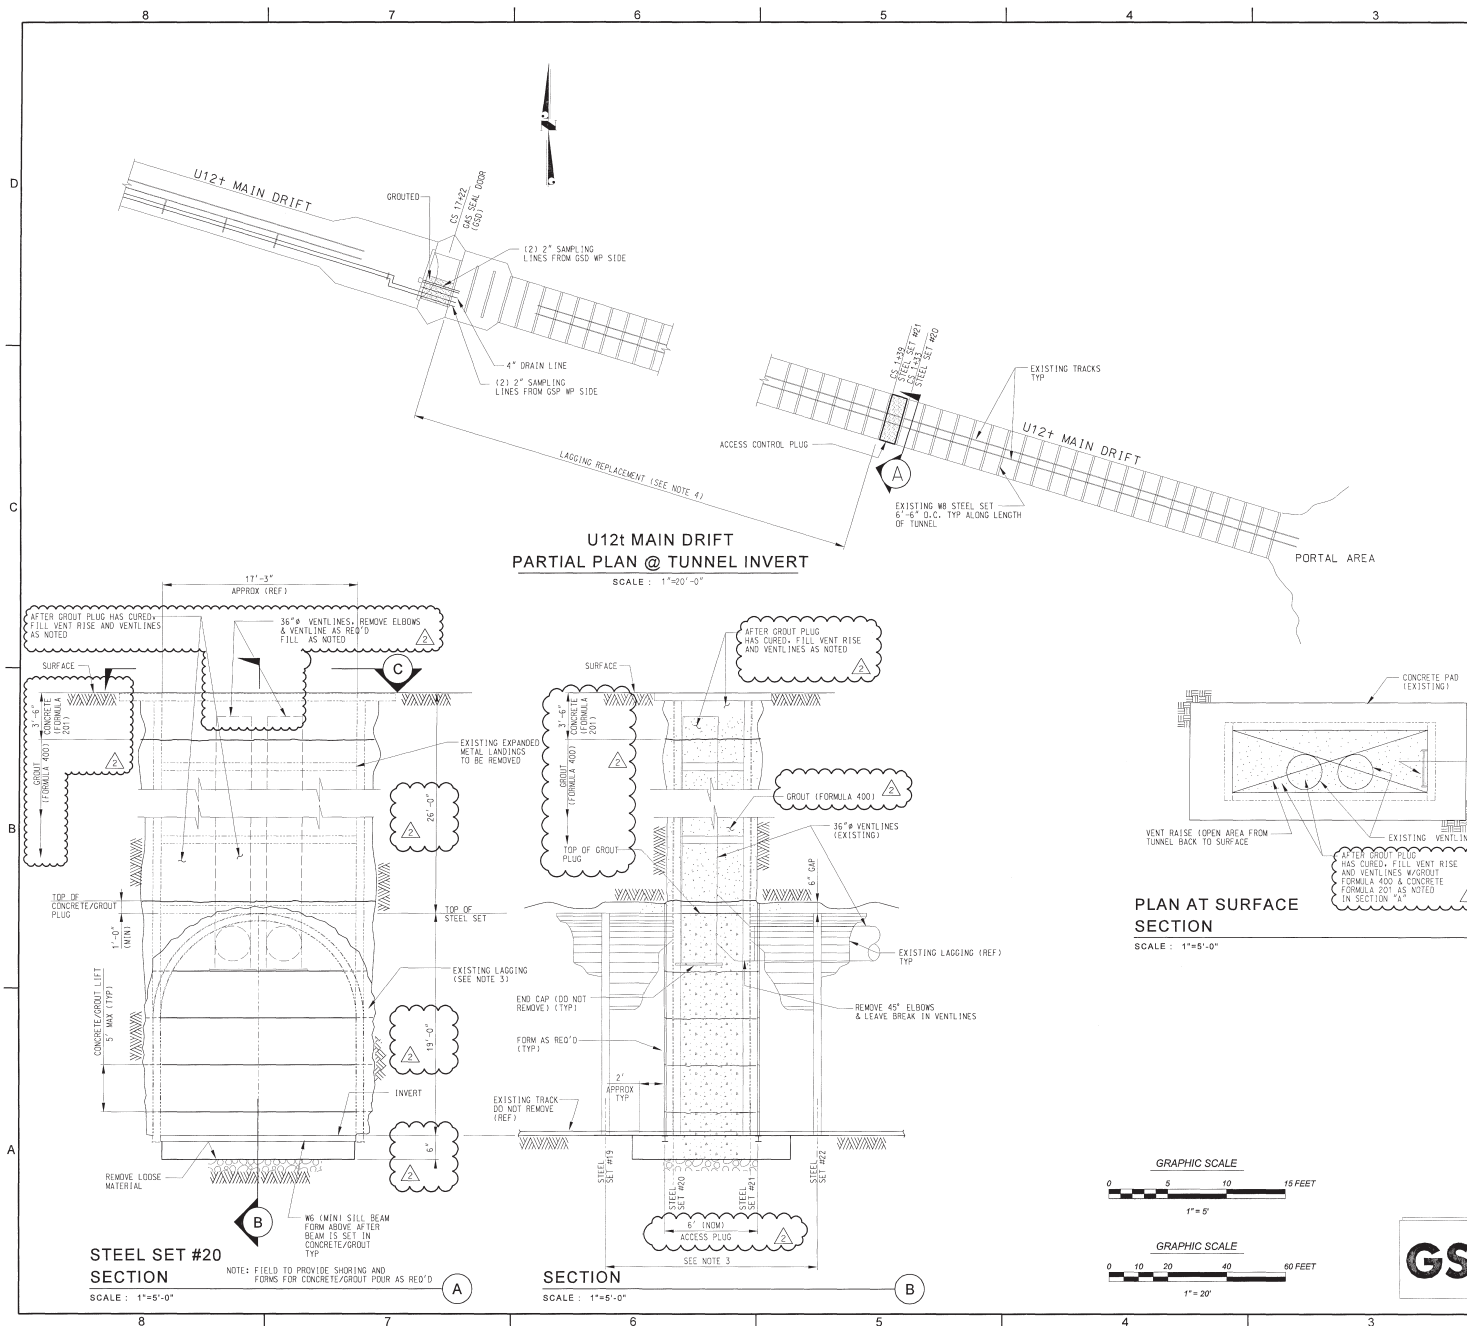 8
7
6
5
4
3
D
C
B
A
U12t MAIN DRIFT
GROUTED
CS 17+22
GAS SEAL DOOR
(GSD)
(2) 2" SAMPLING
LINES FROM GSD WP SIDE
4" DRAIN LINE
(2) 2" SAMPLING
LINES FROM GSP WP SIDE
LAGGING REPLACEMENT (SEE NOTE 4)
CS 1+39
STEEL SET #21
CS 1+33
STEEL SET #20
EXISTING TRACKS
TYP
ACCESS CONTROL PLUG
A
U12t MAIN DRIFT
EXISTING W8 STEEL SET
6'-6" O.C. TYP ALONG LENGTH
OF TUNNEL
PORTAL AREA
U12t MAIN DRIFT
PARTIAL PLAN @ TUNNEL INVERT
SCALE : 1"=20'-0"
17'-3"
APPROX (REF)
AFTER GROUT PLUG HAS CURED,
FILL VENT RISE AND VENTLINES
AS NOTED
36"ø VENTLINES, REMOVE ELBOWS
& VENTLINE AS REQ'D
FILL AS NOTED
2
SURFACE
C
3'-6"
CONCRETE
(FORMULA
201)
GROUT
(FORMULA 400)
2
EXISTING EXPANDED
METAL LANDINGS
TO BE REMOVED
26'-0"
2
TOP OF
CONCRETE/GROUT
PLUG
1'-0"
(MIN)
TOP OF
STEEL SET
CONCRETE/GROUT LIFT
5' MAX (TYP)
EXISTING LAGGING
(SEE NOTE 3)
19'-0"
2
INVERT
6"
2
REMOVE LOOSE
MATERIAL
B
W6 (MIN) SILL BEAM
FORM ABOVE AFTER
BEAM IS SET IN
CONCRETE/GROUT
TYP
STEEL SET #20
SECTION
SCALE : 1"=5'-0"
NOTE: FIELD TO PROVIDE SHORING AND
FORMS FOR CONCRETE/GROUT POUR AS REQ'D
A
AFTER GROUT PLUG
HAS CURED, FILL VENT RISE
AND VENTLINES AS NOTED
2
SURFACE
3'-6"
CONCRETE
(FORMULA
201)
GROUT
(FORMULA 400)
2
GROUT (FORMULA 400)
2
36"ø VENTLINES
(EXISTING)
TOP OF GROUT
PLUG
6" GAP
EXISTING LAGGING (REF)
TYP
END CAP (DO NOT
REMOVE) (TYP)
REMOVE 45° ELBOWS
& LEAVE BREAK IN VENTLINES
FORM AS REQ'D
(TYP)
2'
APPROX
TYP
EXISTING TRACK
DO NOT REMOVE
(REF)
STEEL
SET #19
STEEL
SET #20
STEEL
SET #21
STEEL
SET #22
6' (NOM)
ACCESS PLUG
2
SEE NOTE 3
SECTION
SCALE : 1"=5'-0"
B
CONCRETE PAD
(EXISTING)
VENT RAISE (OPEN AREA FROM
TUNNEL BACK TO SURFACE
EXISTING VENTLIN
AFTER GROUT PLUG
HAS CURED, FILL VENT RISE
AND VENTLINES W/GROUT
FORMULA 400 & CONCRETE
FORMULA 201 AS NOTED
IN SECTION "A"
PLAN AT SURFACE
SECTION
SCALE : 1"=5'-0"
GRAPHIC SCALE
0 5 10 15 FEET
1" = 5'
GRAPHIC SCALE
0 10 20 40 60 FEET
1" = 20'
GS
8
7
6
5
4
3